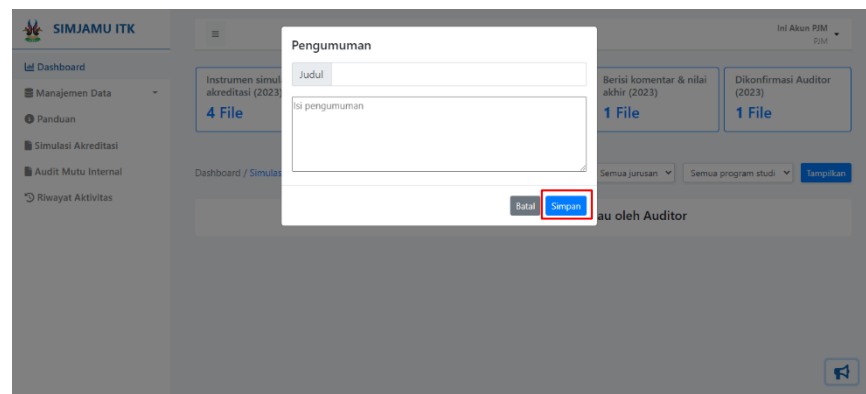 SIMJAMU ITK
Ini Akun PJM
PJM
Dashboard
Manajemen Data
Panduan
Simulasi Akreditasi
Audit Mutu Internal
Riwayat Aktivitas
Instrumen simul
akreditasi (2023)
4 File
Berisi komentar & nilai
akhir (2023)
1 File
Dikonfirmasi Auditor
(2023)
1 File
Dashboard / Simulas
Semua jurusan
Semua program studi
Tampilkan
au oleh Auditor
Pengumuman
Judul
Isi pengumuman
Batal
Simpan